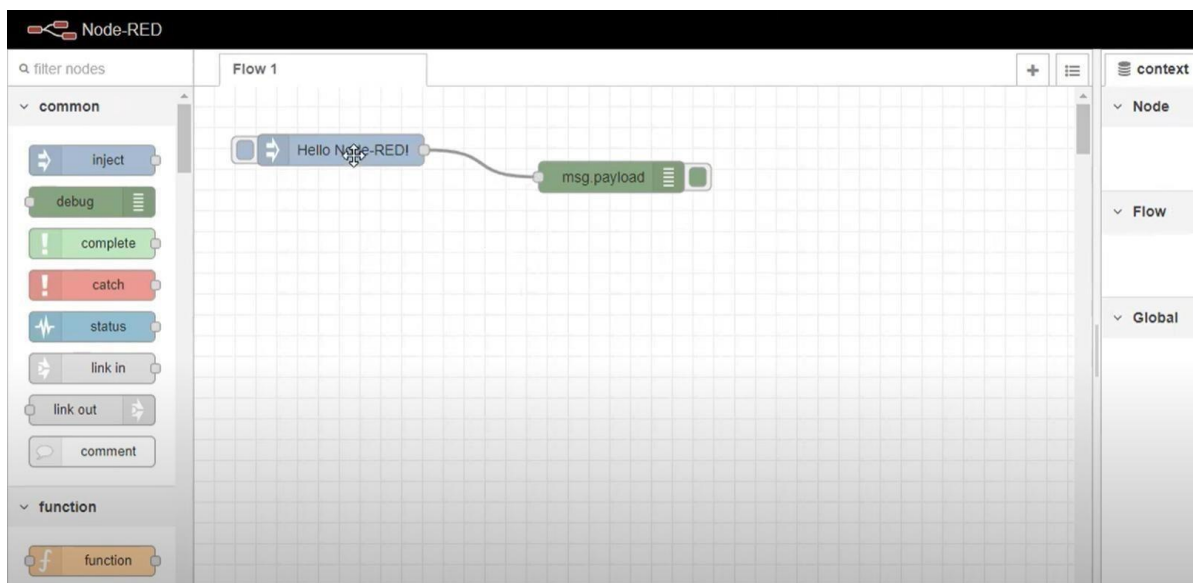 Node-RED
filter nodes
Flow 1
context
common
Node
inject
Hello Node-RED!
msg.payload
debug
Flow
complete
catch
Global
status
link in
link out
comment
function
function